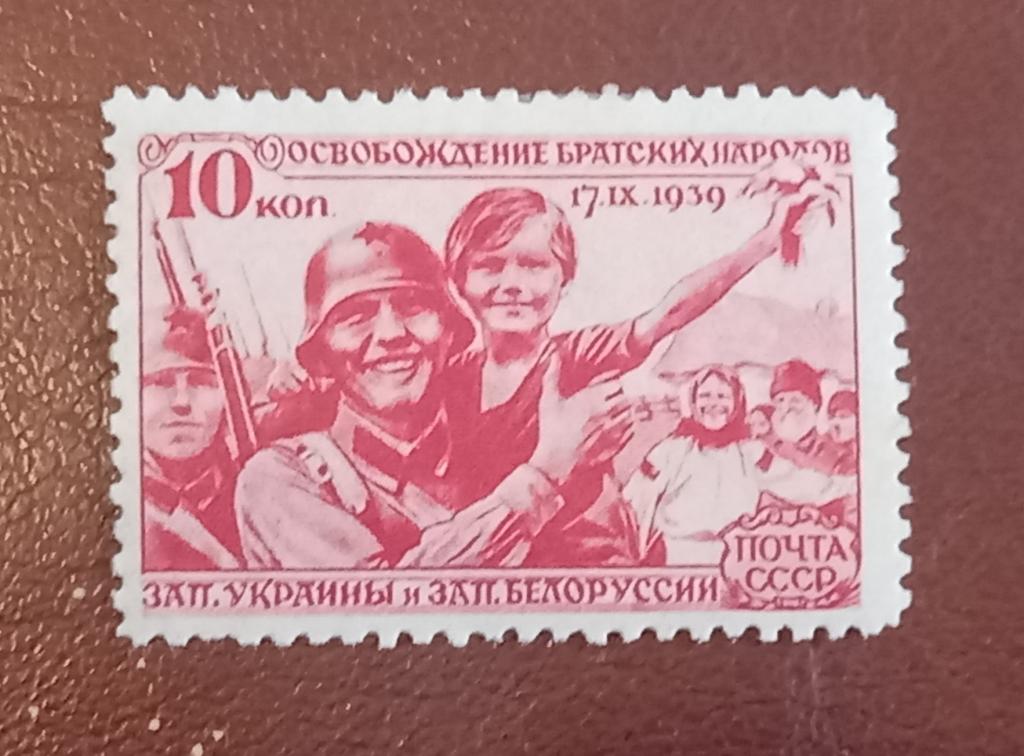 10 коп.
ОСВОБОЖДЕНИЕ БРАТСКИХ НАРОДОВ
17.IX.1939
ЗАП. УКРАИНЫ и ЗАП. БЕЛОРУССИИ
ПОЧТА
СССР